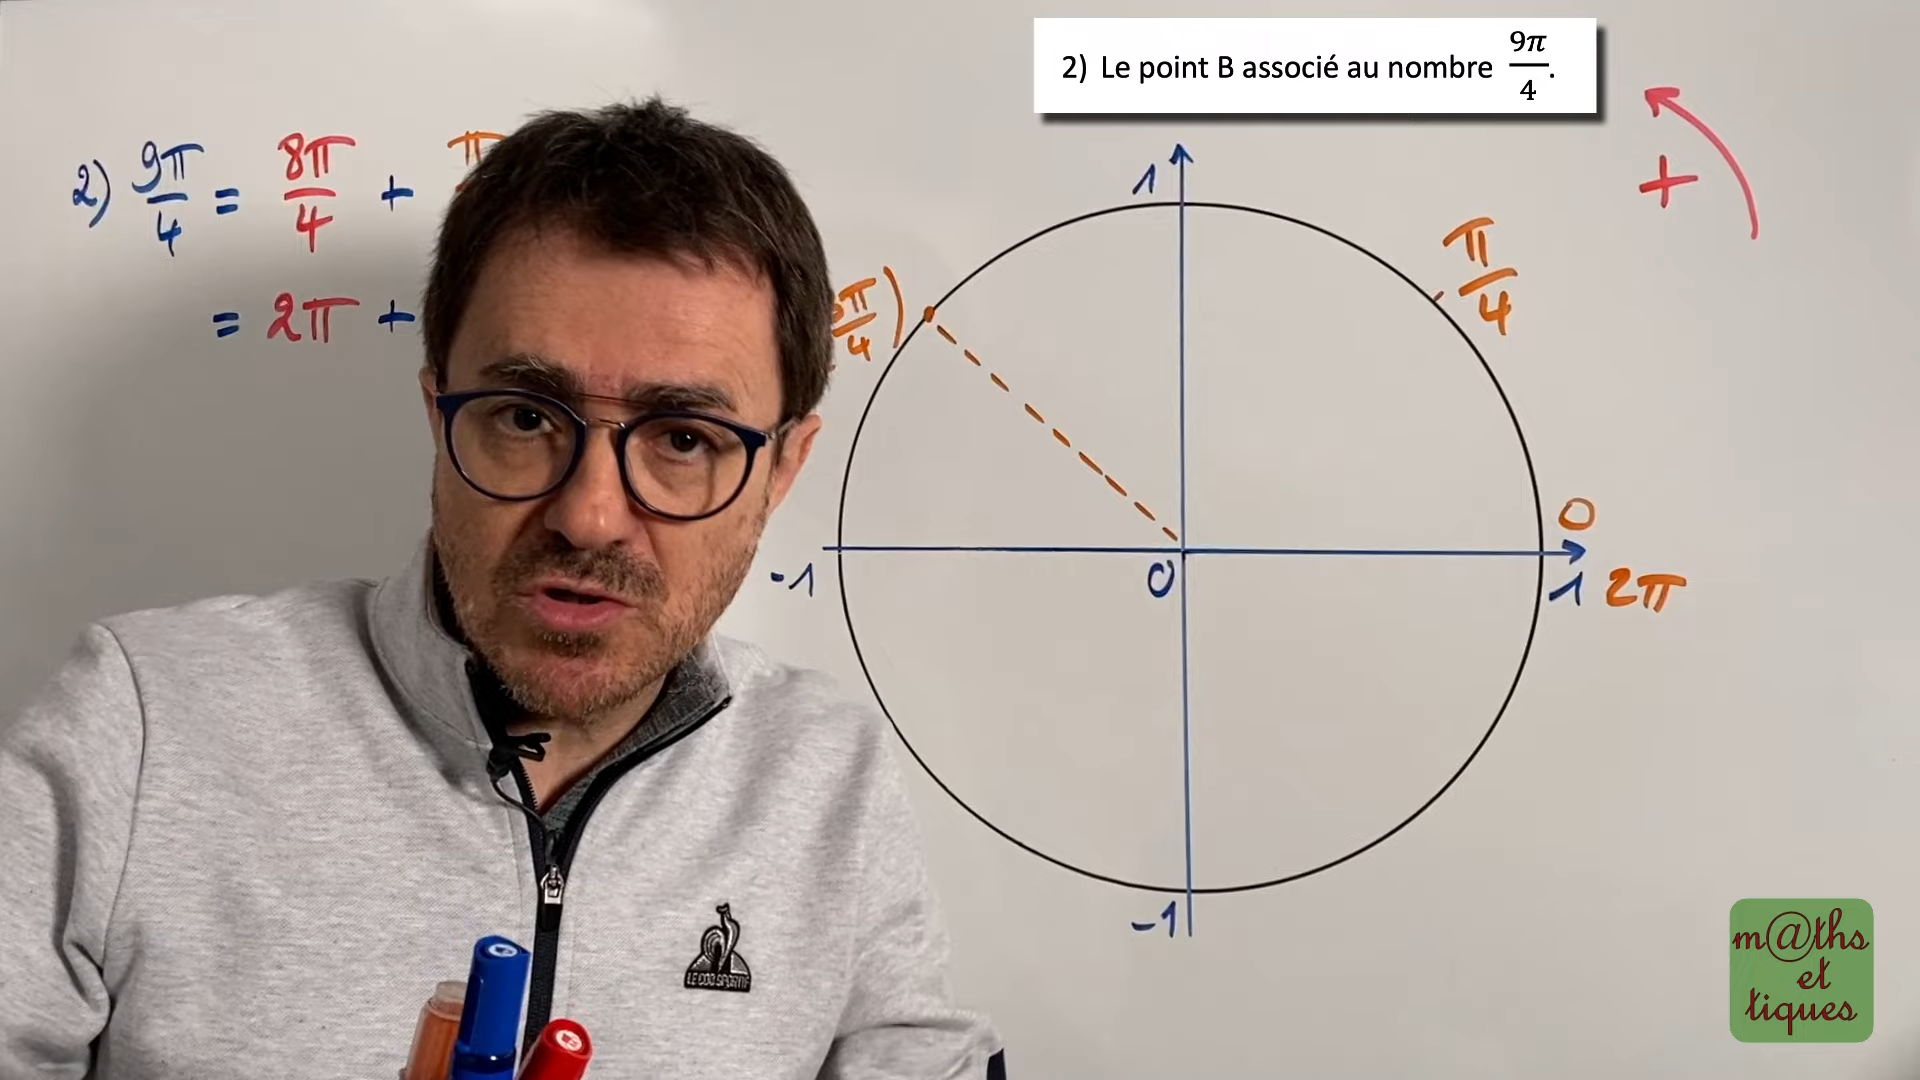 2) Le point B associé au nombre 9π/4.
2) 9π/4 = 8π/4 + π
= 2π +
π/4)
π/4
+
1
-1
0
1
-1
0
2π
LE COQ SPORTIF
m@ths
et
tiques